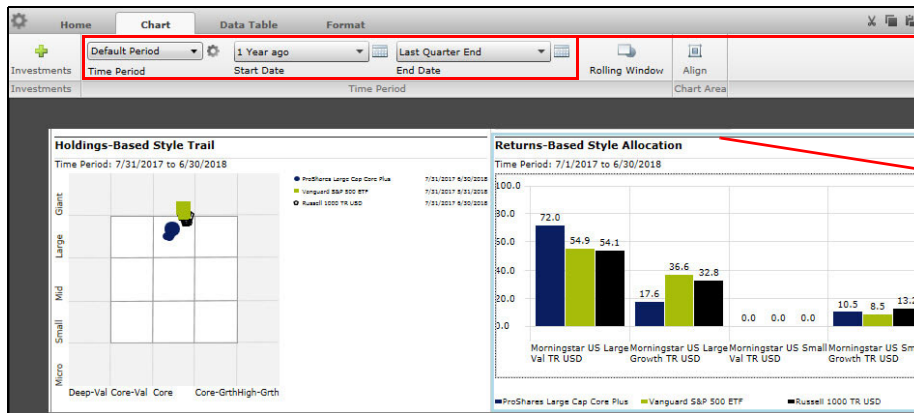 Home Chart Data Table Format
Default Period 1 Year ago Last Quarter End
Investments Time Period Start Date End Date Rolling Window Align
Investments Time Period Chart Area
Holdings-Based Style Trail
Time Period: 7/31/2017 to 6/30/2018
ProShares Large Cap Core Plus 7/31/2017 6/30/2018
Vanguard S&P 500 ETF 7/31/2017 5/31/2018
Russell 1000 TR USD 7/31/2017 6/30/2018
Giant
Large
Mid
Small
Micro
Deep-Val Core-Val Core Core-Grth High-Grth
Returns-Based Style Allocation
Time Period: 7/1/2017 to 6/30/2018
100.0
80.0
60.0
40.0
20.0
0.0
72.0 54.9 54.1
17.6 36.6 32.8
0.0 0.0 0.0
10.5 8.5 13.2
Morningstar US Large Val TR USD
Morningstar US Large Growth TR USD
Morningstar US Small Val TR USD
Morningstar US Sm
Growth TR USD
ProShares Large Cap Core Plus Vanguard S&P 500 ETF Russell 1000 TR USD